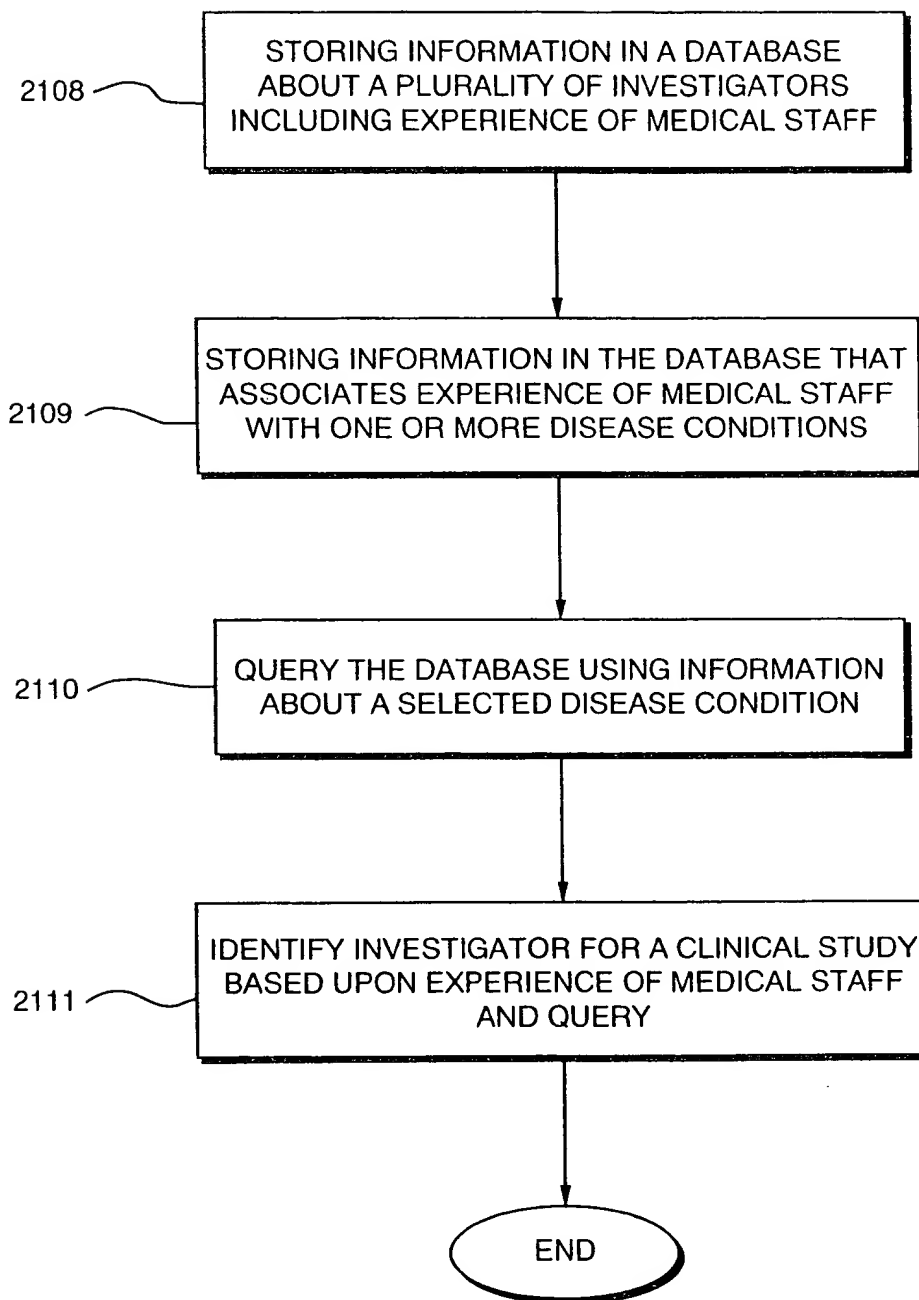 2108
STORING INFORMATION IN A DATABASE
ABOUT A PLURALITY OF INVESTIGATORS
INCLUDING EXPERIENCE OF MEDICAL STAFF
2109
STORING INFORMATION IN THE DATABASE THAT
ASSOCIATES EXPERIENCE OF MEDICAL STAFF
WITH ONE OR MORE DISEASE CONDITIONS
2110
QUERY THE DATABASE USING INFORMATION
ABOUT A SELECTED DISEASE CONDITION
2111
IDENTIFY INVESTIGATOR FOR A CLINICAL STUDY
BASED UPON EXPERIENCE OF MEDICAL STAFF
AND QUERY
END